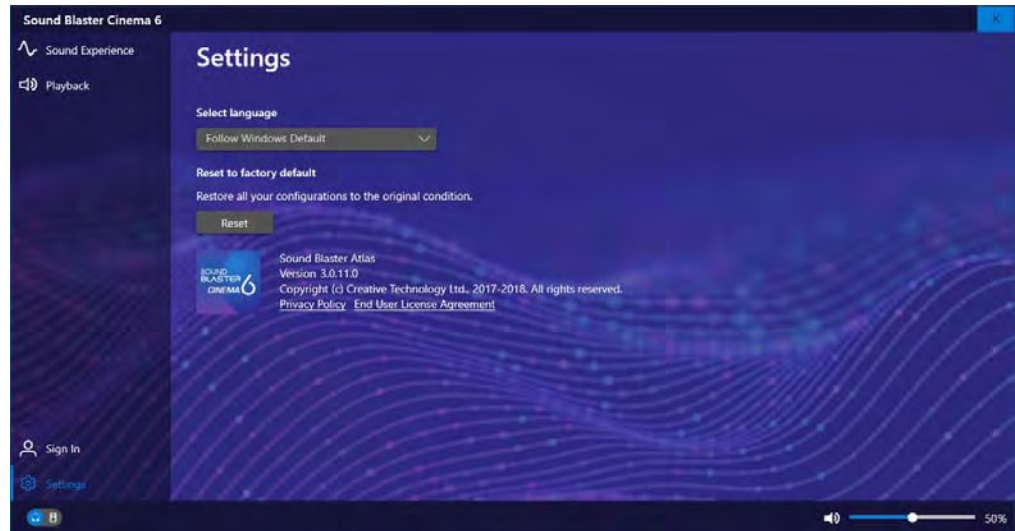 Sound Blaster Cinema 6
Sound Experience
Playback
Settings
Select language
Follow Windows Default
Reset to factory default
Restore all your configurations to the original condition.
Reset
SOUND
BLASTER
CINEMA 6
Sound Blaster Atlas
Version 3.0.11.0
Copyright (c) Creative Technology Ltd., 2017-2018. All rights reserved.
Privacy Policy End User License Agreement
Sign In
Settings
50%